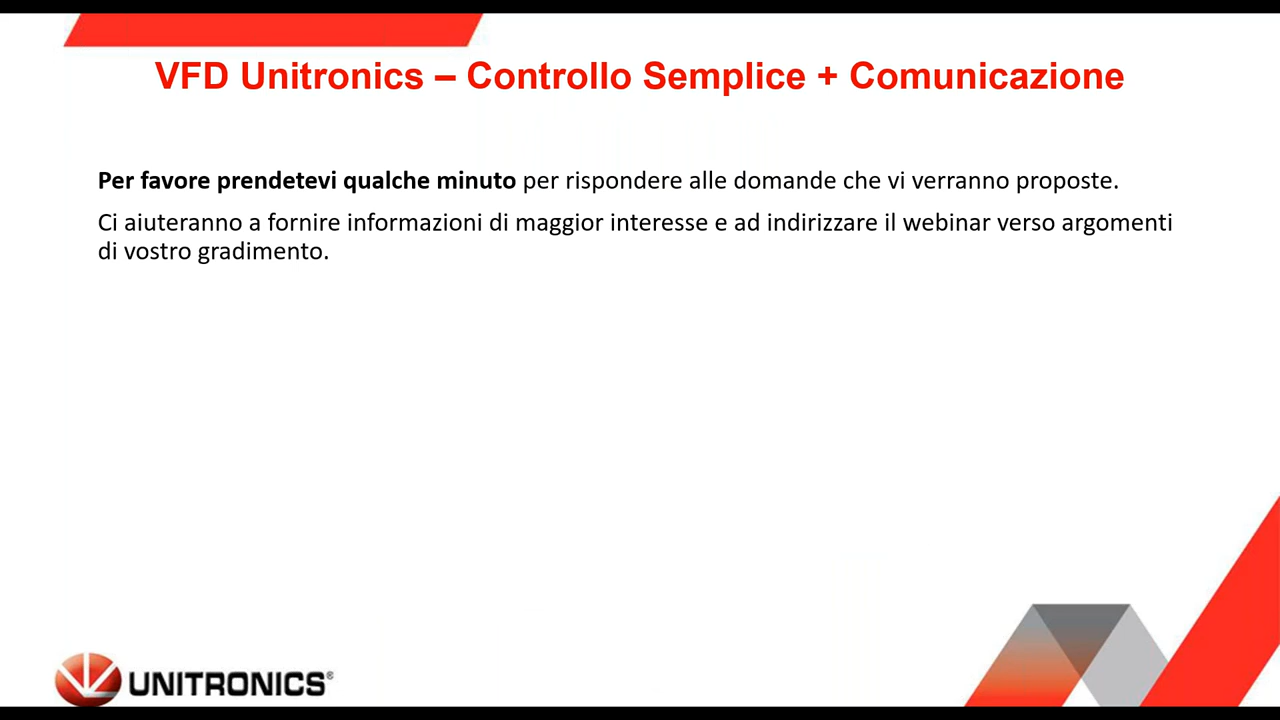 VFD Unitronics – Controllo Semplice + Comunicazione
Per favore prendetevi qualche minuto per rispondere alle domande che vi verranno proposte.
Ci aiuteranno a fornire informazioni di maggior interesse e ad indirizzare il webinar verso argomenti
di vostro gradimento.
UNITRONICS®